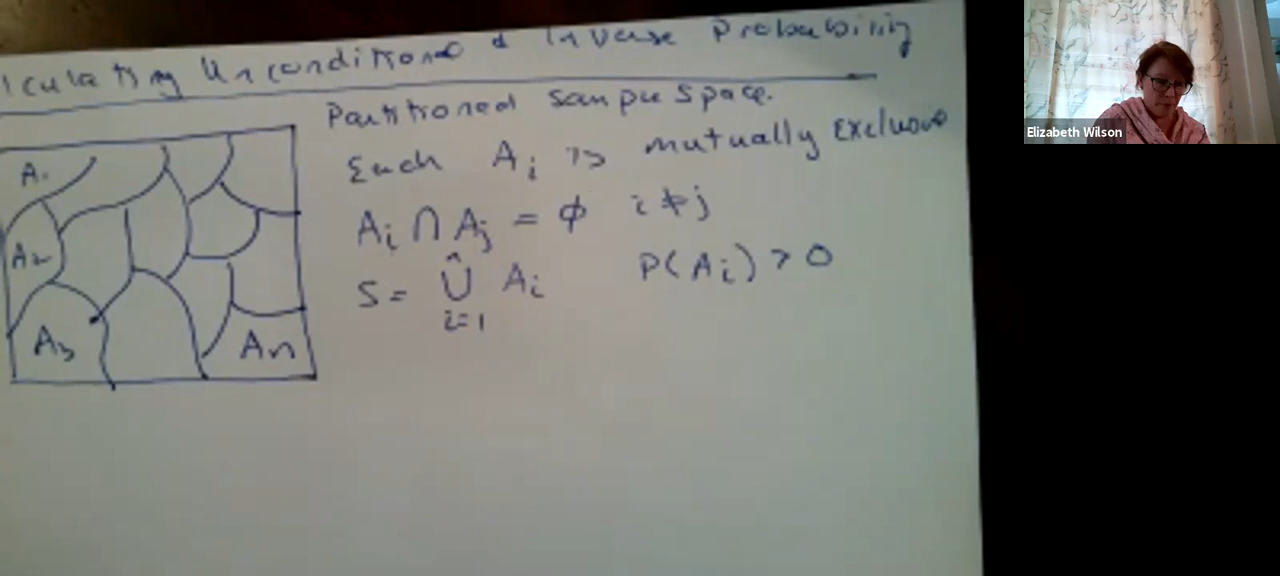 lculating Unconditional & Inverse Probability
Partitioned Sample Space.
Each Aᵢ is mutually Exclusive
Aᵢ ∩ Aⱼ = ϕ i ≠ j
S = ⋃ᵢ₌₁ⁿ Aᵢ P(Aᵢ) > 0
A₁
A₂
A₃
An
Elizabeth Wilson